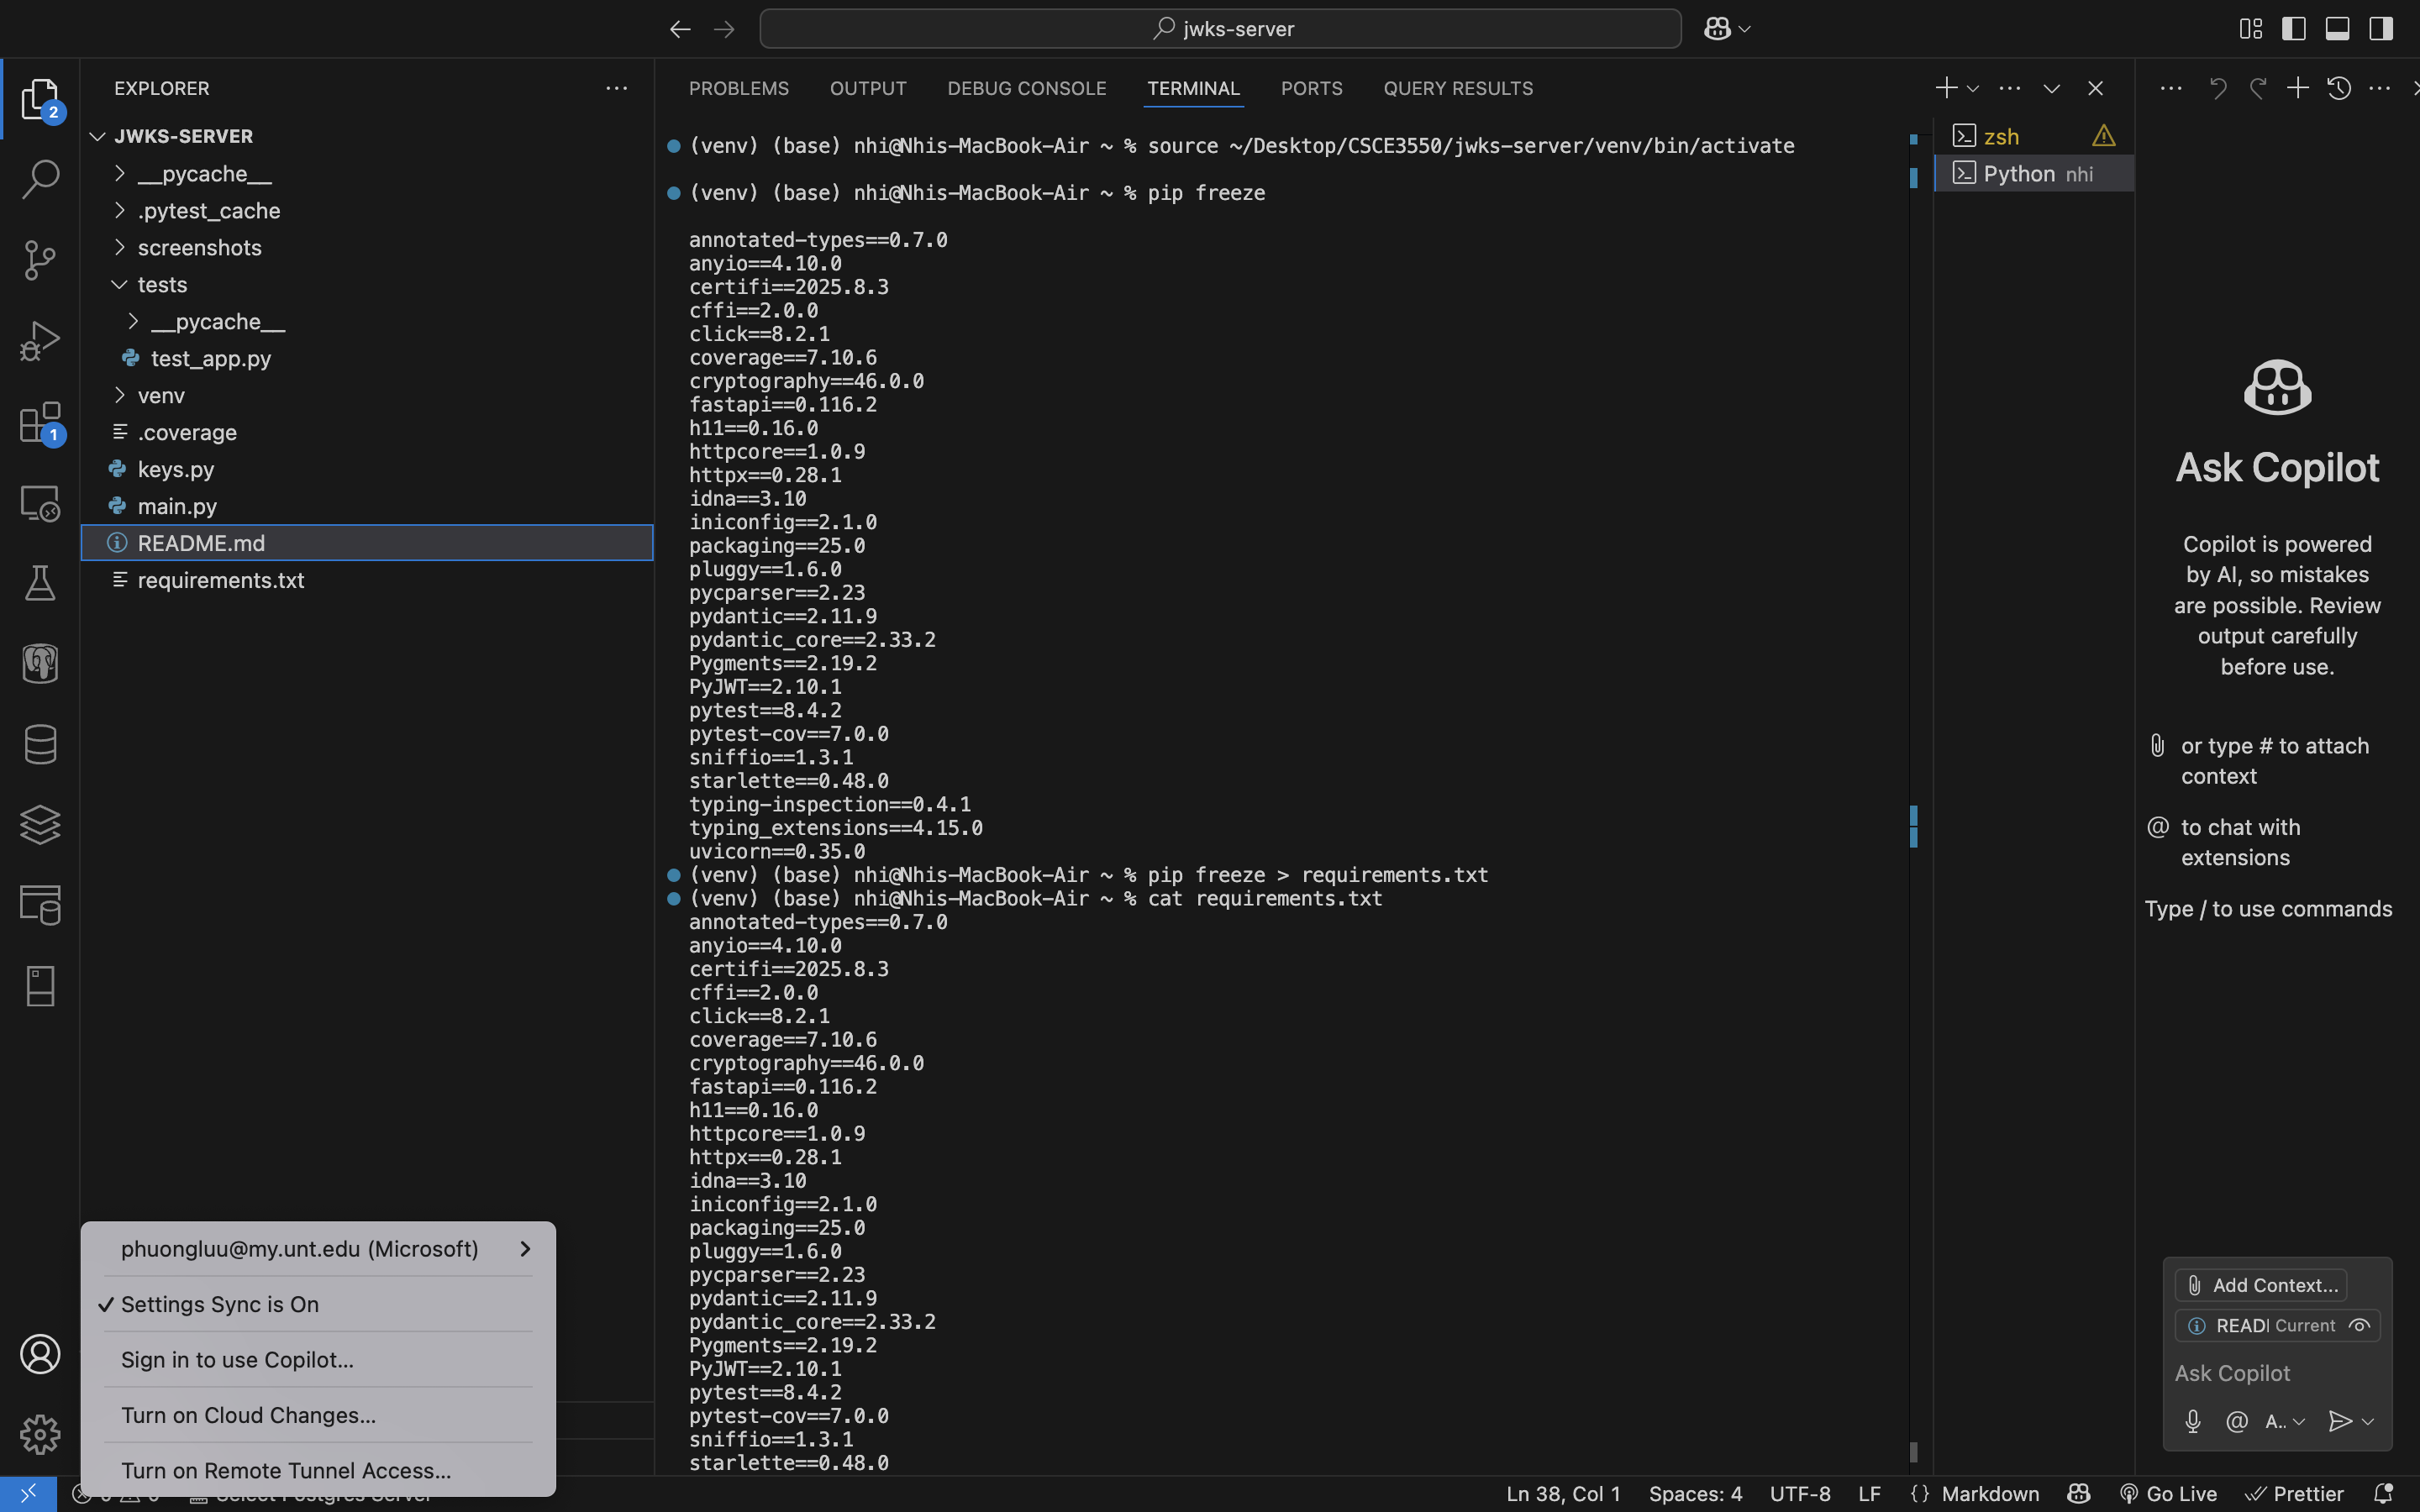 jwks-server
EXPLORER
PROBLEMS OUTPUT DEBUG CONSOLE TERMINAL PORTS QUERY RESULTS
2
1
JWKS-SERVER
__pycache__
.pytest_cache
screenshots
tests
__pycache__
test_app.py
venv
.coverage
keys.py
main.py
README.md
requirements.txt
(venv) (base) nhi@Nhis-MacBook-Air ~ % source ~/Desktop/CSCE3550/jwks-server/venv/bin/activate
(venv) (base) nhi@Nhis-MacBook-Air ~ % pip freeze
annotated-types==0.7.0
anyio==4.10.0
certifi==2025.8.3
cffi==2.0.0
click==8.2.1
coverage==7.10.6
cryptography==46.0.0
fastapi==0.116.2
h11==0.16.0
httpcore==1.0.9
httpx==0.28.1
idna==3.10
iniconfig==2.1.0
packaging==25.0
pluggy==1.6.0
pycparser==2.23
pydantic==2.11.9
pydantic_core==2.33.2
Pygments==2.19.2
PyJWT==2.10.1
pytest==8.4.2
pytest-cov==7.0.0
sniffio==1.3.1
starlette==0.48.0
typing-inspection==0.4.1
typing_extensions==4.15.0
uvicorn==0.35.0
(venv) (base) nhi@Nhis-MacBook-Air ~ % pip freeze > requirements.txt
(venv) (base) nhi@Nhis-MacBook-Air ~ % cat requirements.txt
annotated-types==0.7.0
anyio==4.10.0
certifi==2025.8.3
cffi==2.0.0
click==8.2.1
coverage==7.10.6
cryptography==46.0.0
fastapi==0.116.2
h11==0.16.0
httpcore==1.0.9
httpx==0.28.1
idna==3.10
iniconfig==2.1.0
packaging==25.0
pluggy==1.6.0
pycparser==2.23
pydantic==2.11.9
pydantic_core==2.33.2
Pygments==2.19.2
PyJWT==2.10.1
pytest==8.4.2
pytest-cov==7.0.0
sniffio==1.3.1
starlette==0.48.0
zsh
Python nhi
Ask Copilot
Copilot is powered
by AI, so mistakes
are possible. Review
output carefully
before use.
or type # to attach
context
@ to chat with
extensions
Type / to use commands
Add Context...
READ Current
Ask Copilot
@ A..
phuongluu@my.unt.edu (Microsoft)
Settings Sync is On
Sign in to use Copilot...
Turn on Cloud Changes...
Turn on Remote Tunnel Access...
Select Postgres Server
Ln 38, Col 1 Spaces: 4 UTF-8 LF {} Markdown Go Live Prettier